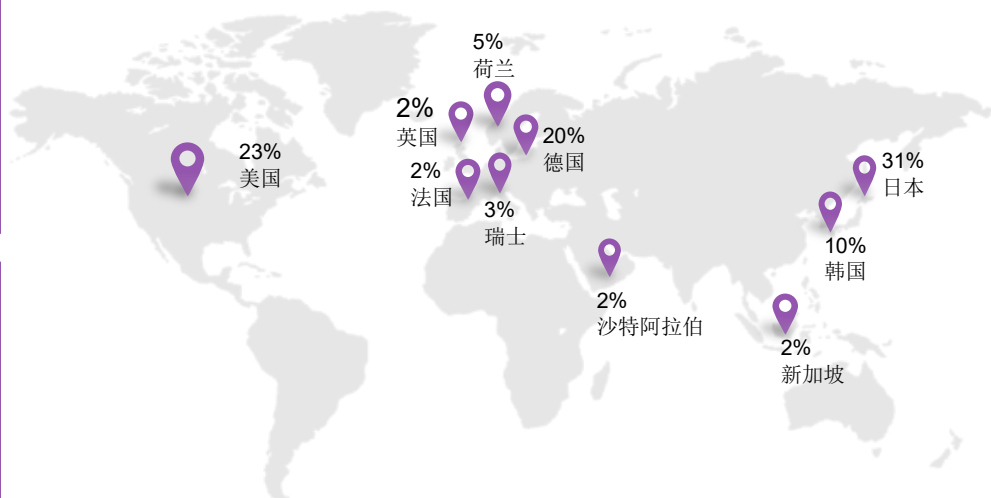 5%
荷兰
2%
英国
20%
德国
23%
美国
2%
法国
3%
瑞士
31%
日本
10%
韩国
2%
沙特阿拉伯
2%
新加坡